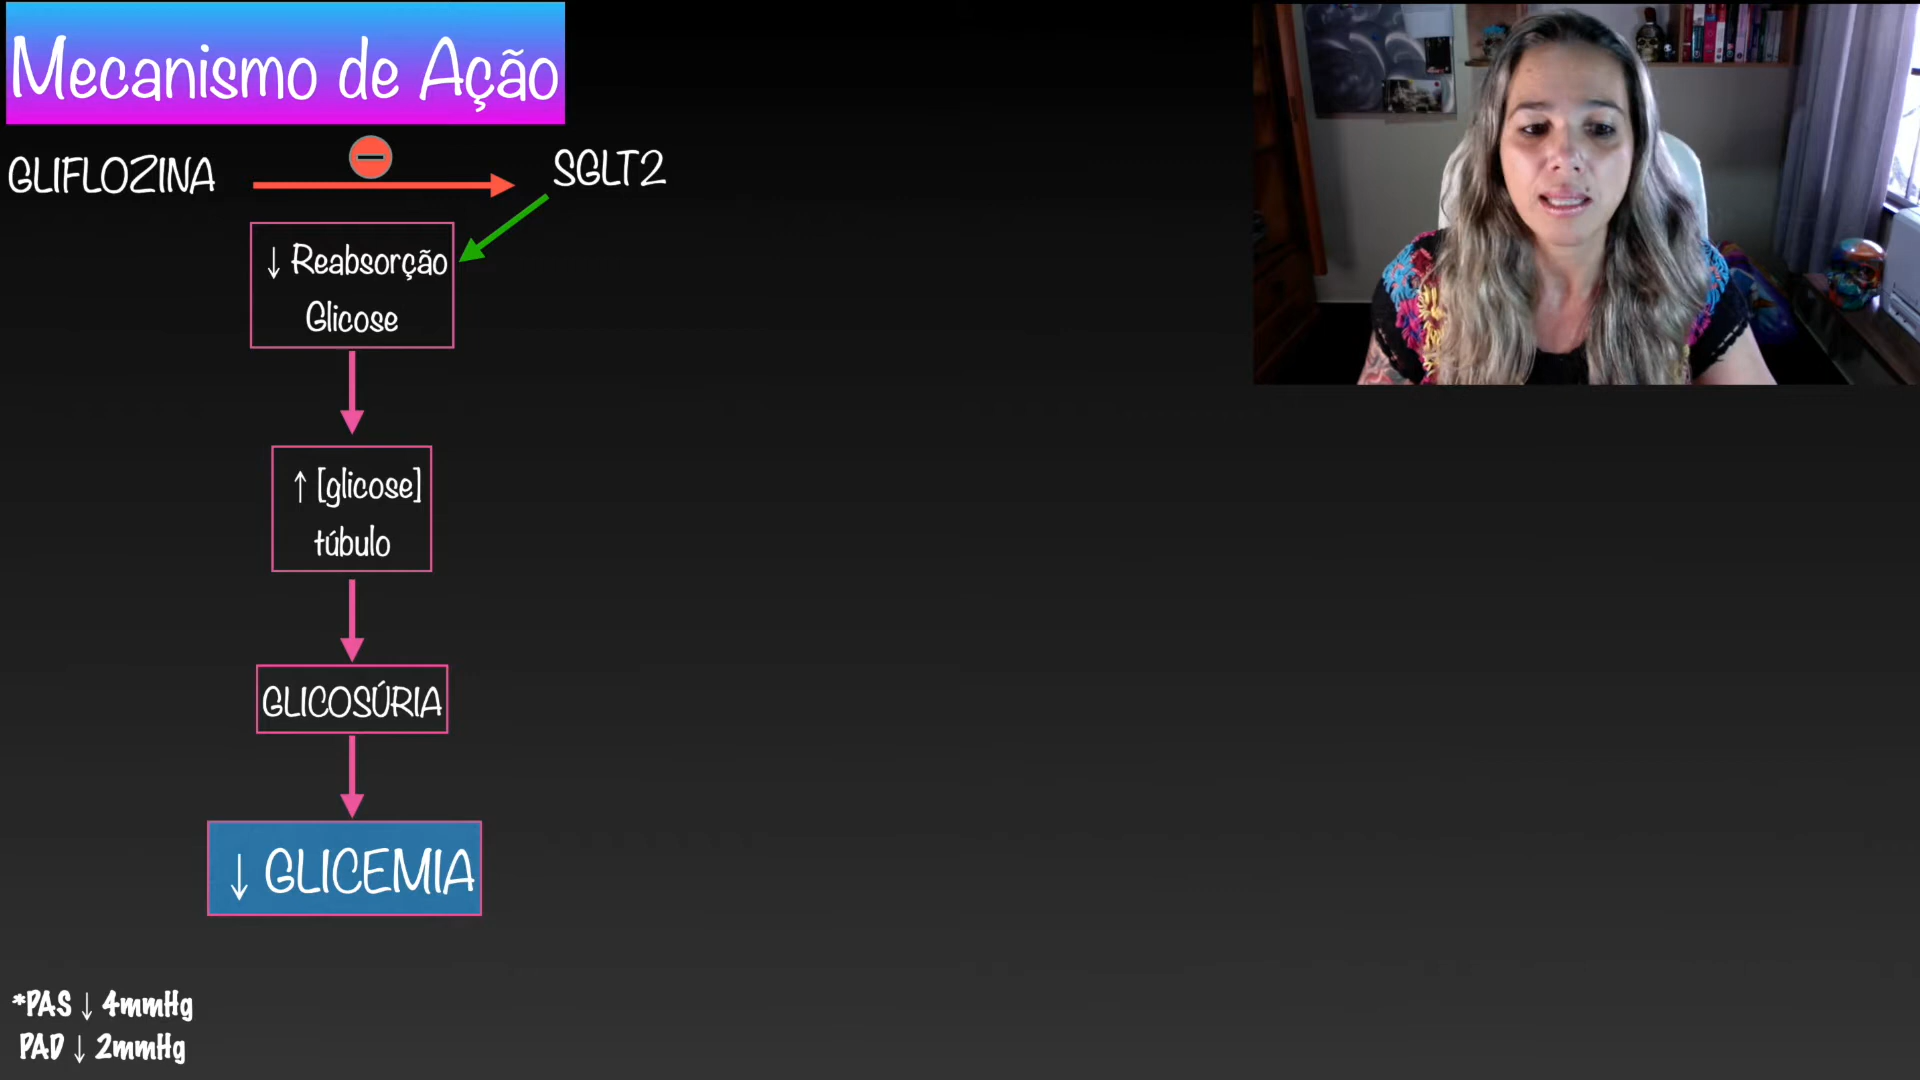 Mecanismo de Ação
GLIFLOZINA
SGLT2
↓ Reabsorção
Glicose
↑ [glicose]
túbulo
GLICOSÚRIA
↓ GLICEMIA
*PAS ↓ 4mmHg
PAD ↓ 2mmHg